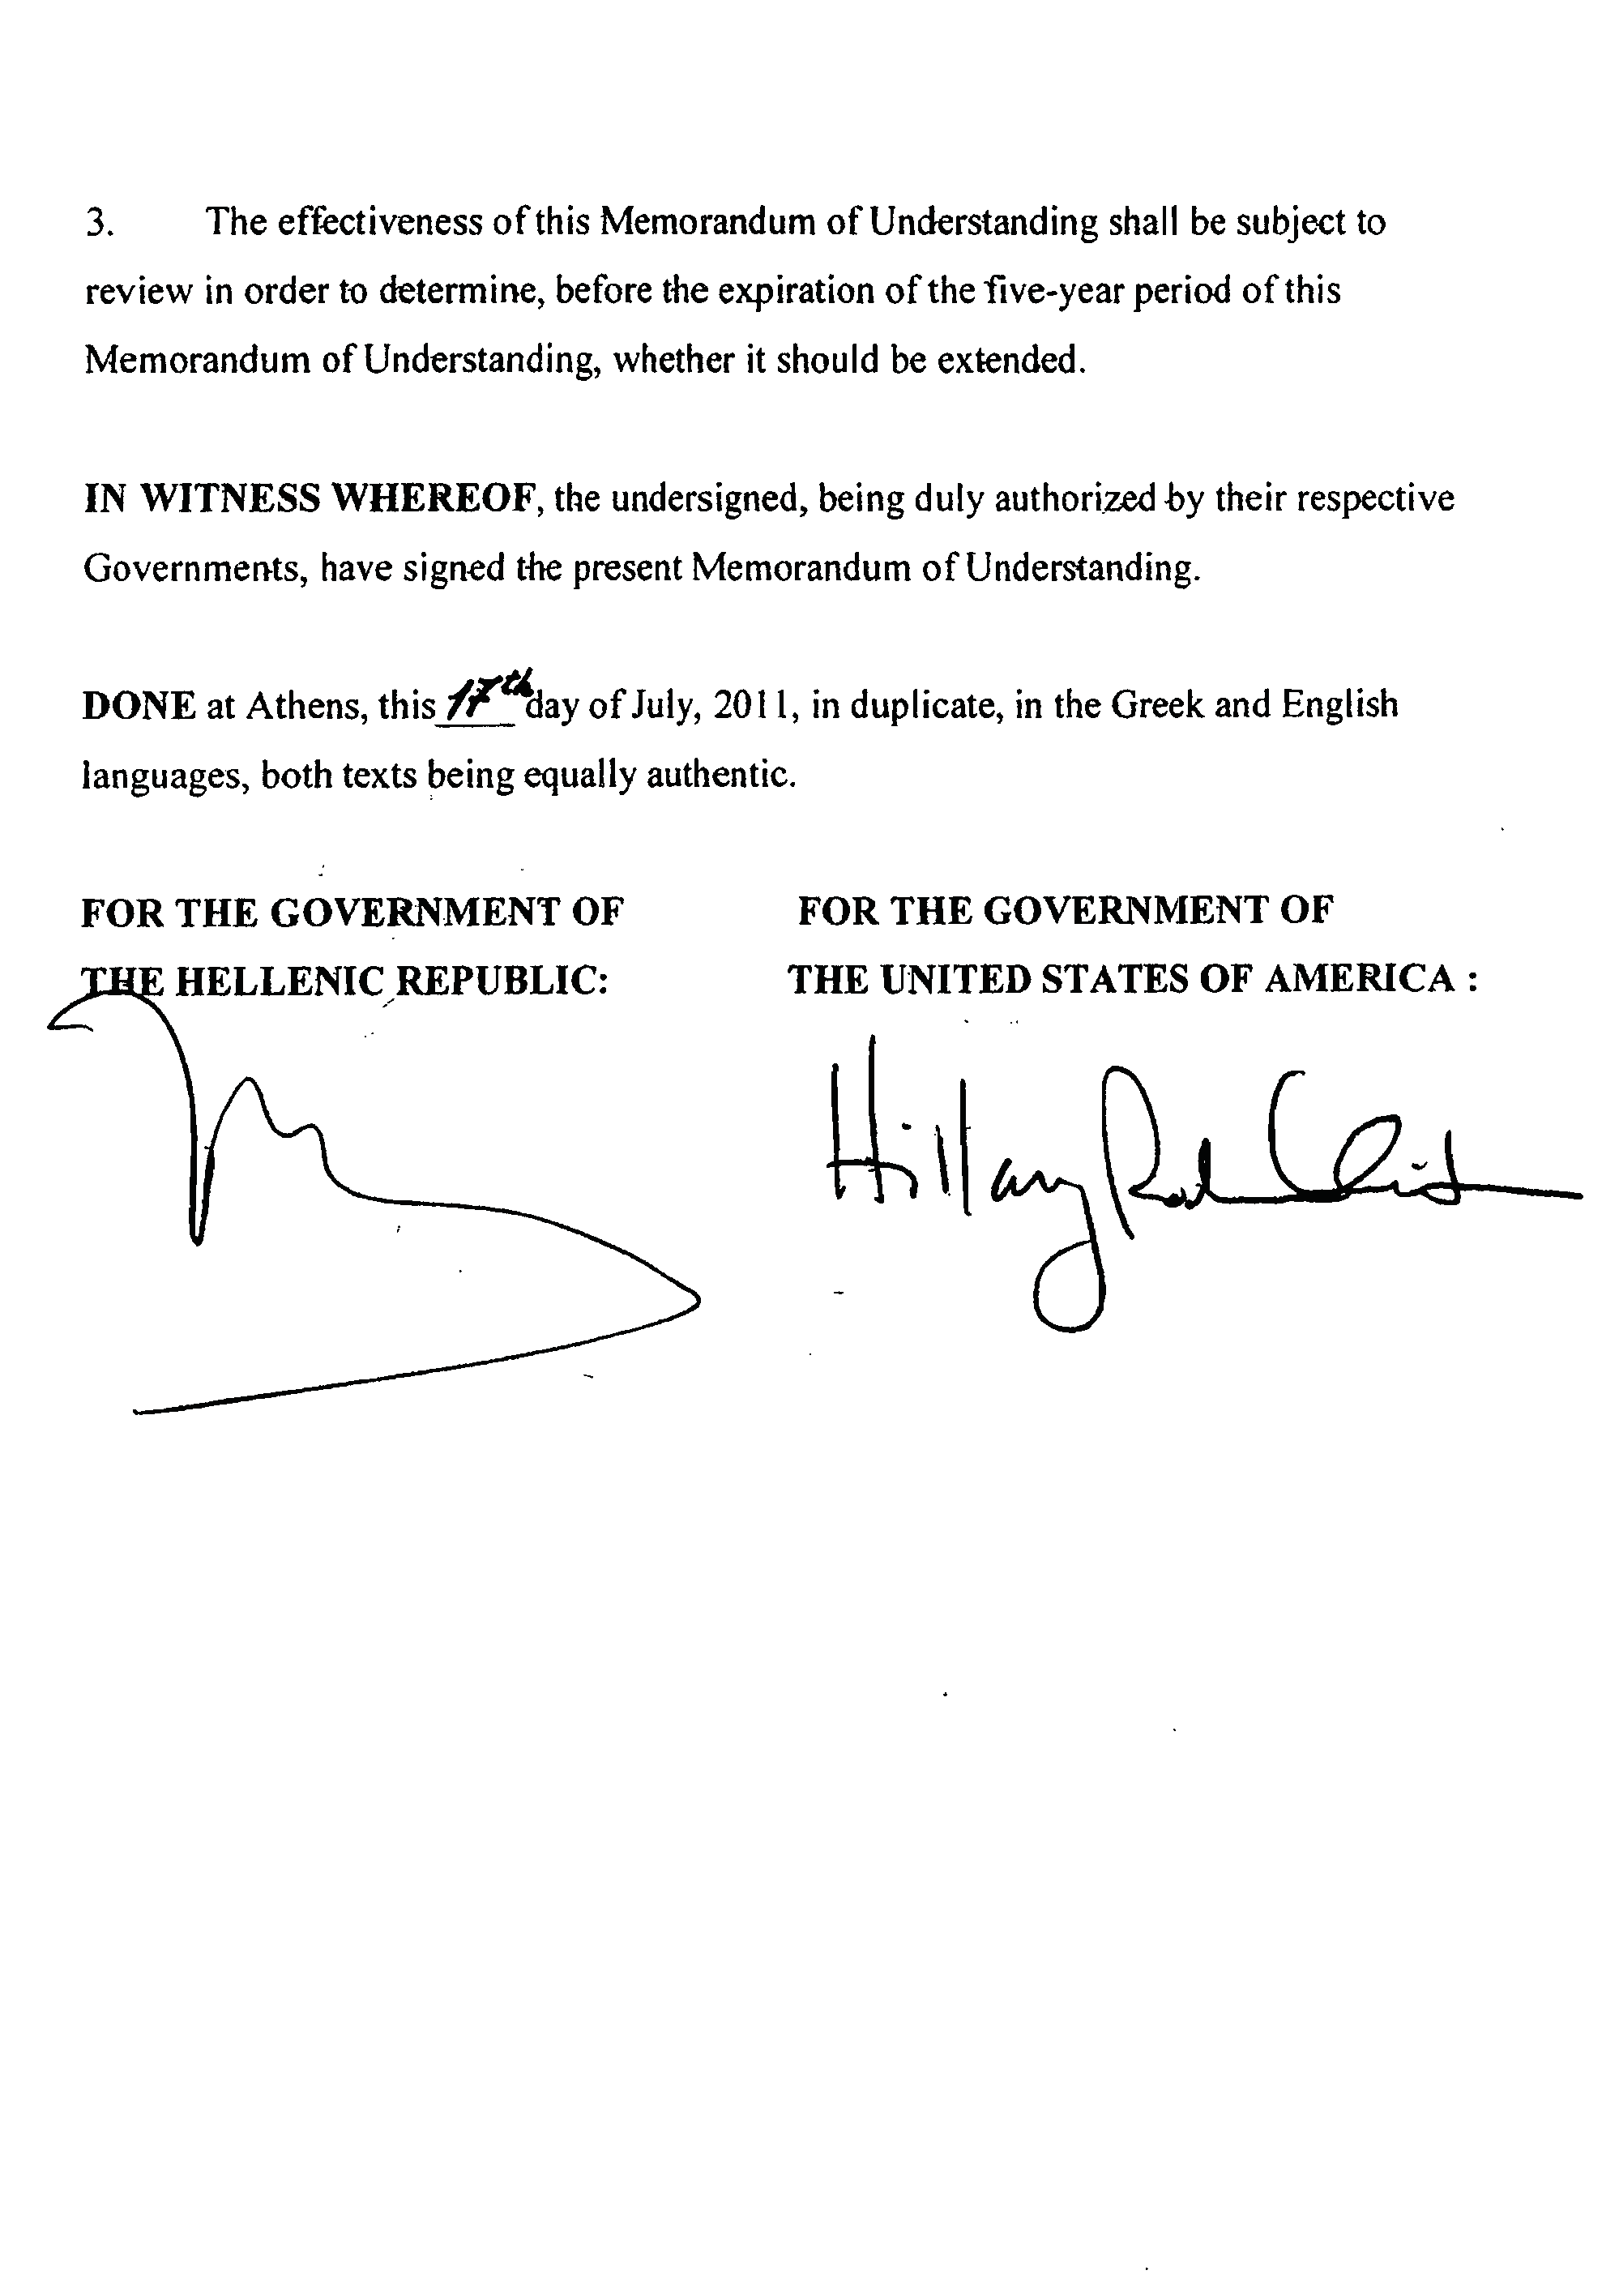 3. The effectiveness of this Memorandum of Understanding shall be subject to
review in order to determine, before the expiration of the five-year period of this
Memorandum of Understanding, whether it should be extended.
IN WITNESS WHEREOF, the undersigned, being duly authorized by their respective
Governments, have signed the present Memorandum of Understanding.
DONE at Athens, this 17th day of July, 2011, in duplicate, in the Greek and English
languages, both texts being equally authentic.
FOR THE GOVERNMENT OF
THE HELLENIC REPUBLIC:
FOR THE GOVERNMENT OF
THE UNITED STATES OF AMERICA :
Hillary Rod Clint